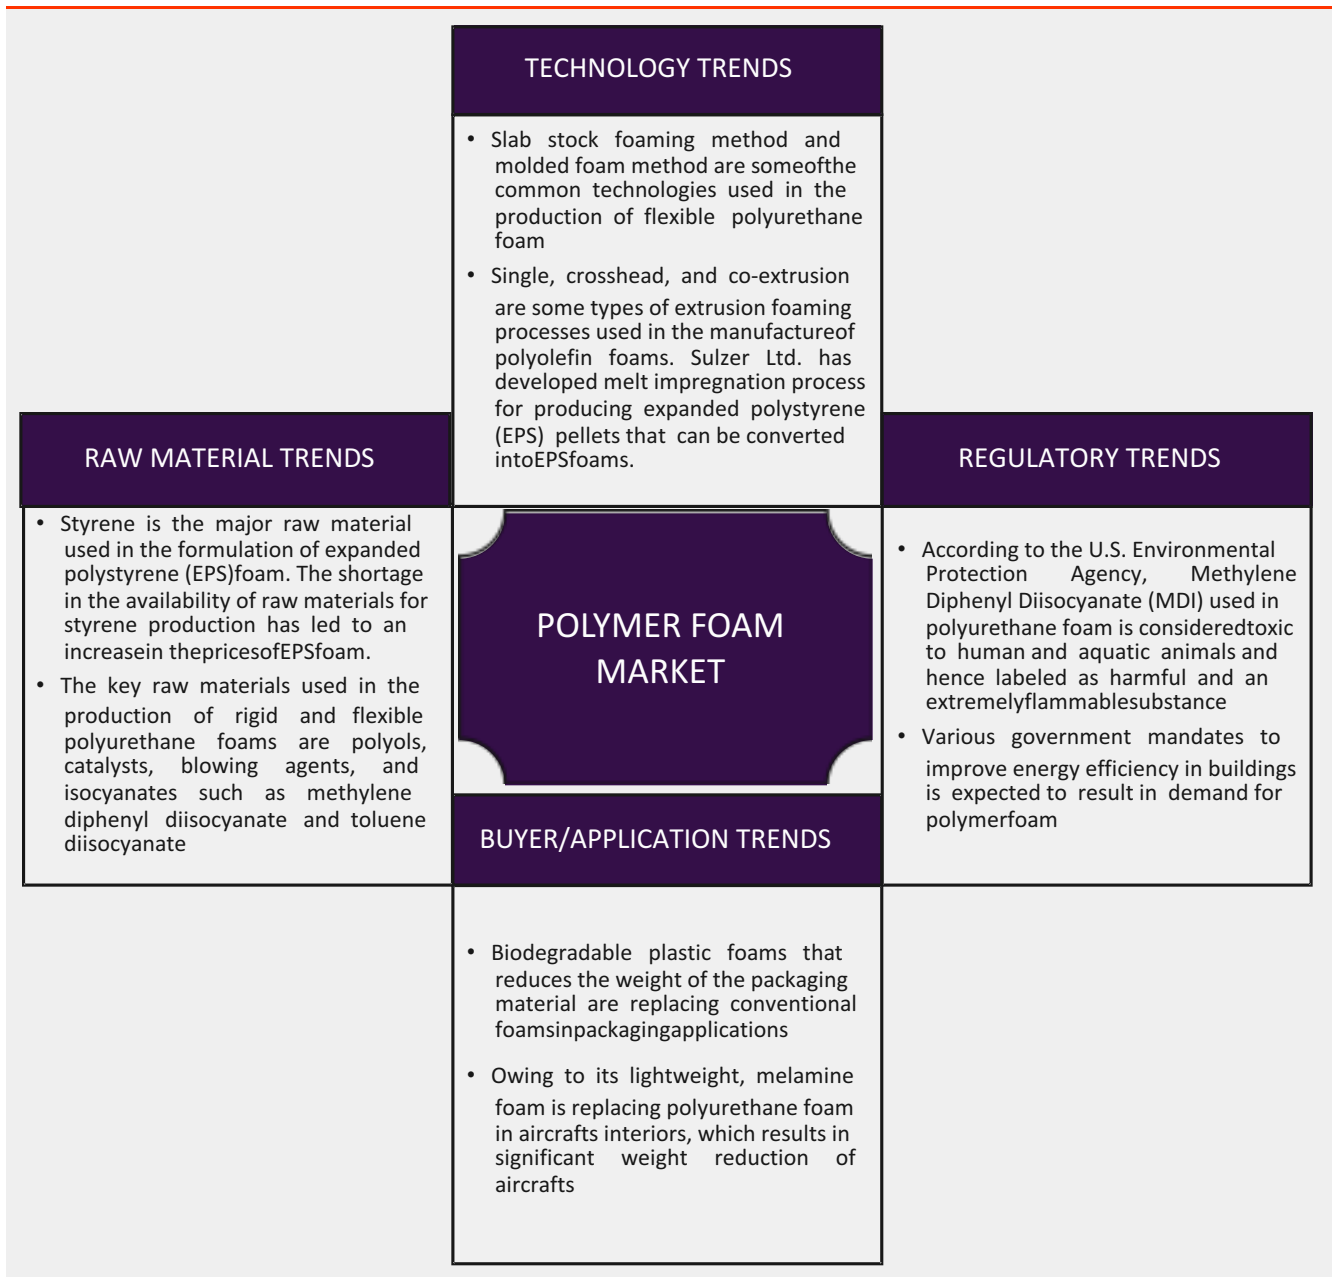 TECHNOLOGY TRENDS
• Slab stock foaming method and
molded foam method are someofthe
common technologies used in the
production of flexible polyurethane
foam
• Single, crosshead, and co-extrusion
are some types of extrusion foaming
processes used in the manufactureof
polyolefin foams. Sulzer Ltd. has
developed melt impregnation process
for producing expanded polystyrene
(EPS) pellets that can be converted
intoEPSfoams.
RAW MATERIAL TRENDS
• Styrene is the major raw material
used in the formulation of expanded
polystyrene (EPS)foam. The shortage
in the availability of raw materials for
styrene production has led to an
increasein thepricesofEPSfoam.
• The key raw materials used in the
production of rigid and flexible
polyurethane foams are polyols,
catalysts, blowing agents, and
isocyanates such as methylene
diphenyl diisocyanate and toluene
diisocyanate
POLYMER FOAM
MARKET
REGULATORY TRENDS
• According to the U.S. Environmental
Protection Agency, Methylene
Diphenyl Diisocyanate (MDI) used in
polyurethane foam is consideredtoxic
to human and aquatic animals and
hence labeled as harmful and an
extremelyflammablesubstance
• Various government mandates to
improve energy efficiency in buildings
is expected to result in demand for
polymerfoam
BUYER/APPLICATION TRENDS
• Biodegradable plastic foams that
reduces the weight of the packaging
material are replacing conventional
foamsinpackagingapplications
• Owing to its lightweight, melamine
foam is replacing polyurethane foam
in aircrafts interiors, which results in
significant weight reduction of
aircrafts